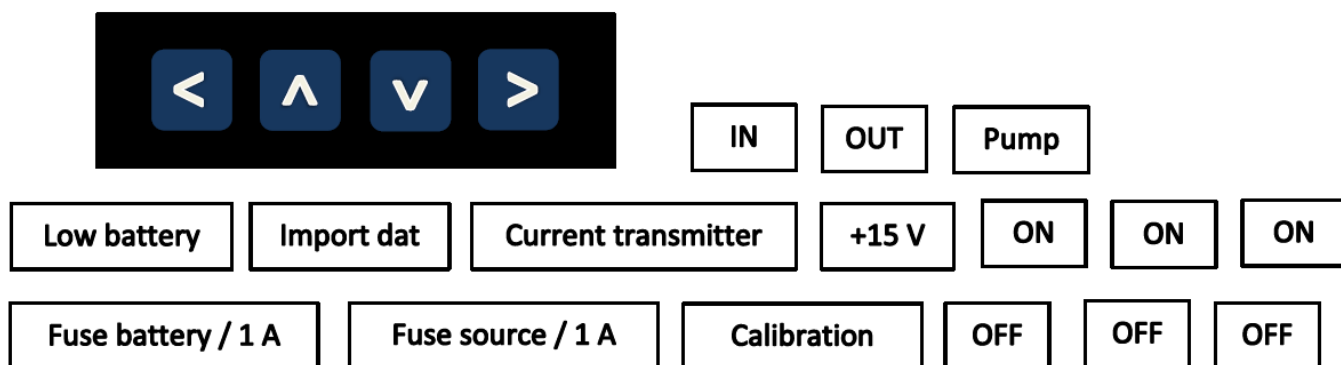 < ʌ v >
IN OUT Pump
Low battery Import dat Current transmitter +15 V ON ON ON
Fuse battery / 1 A Fuse source / 1 A Calibration OFF OFF OFF